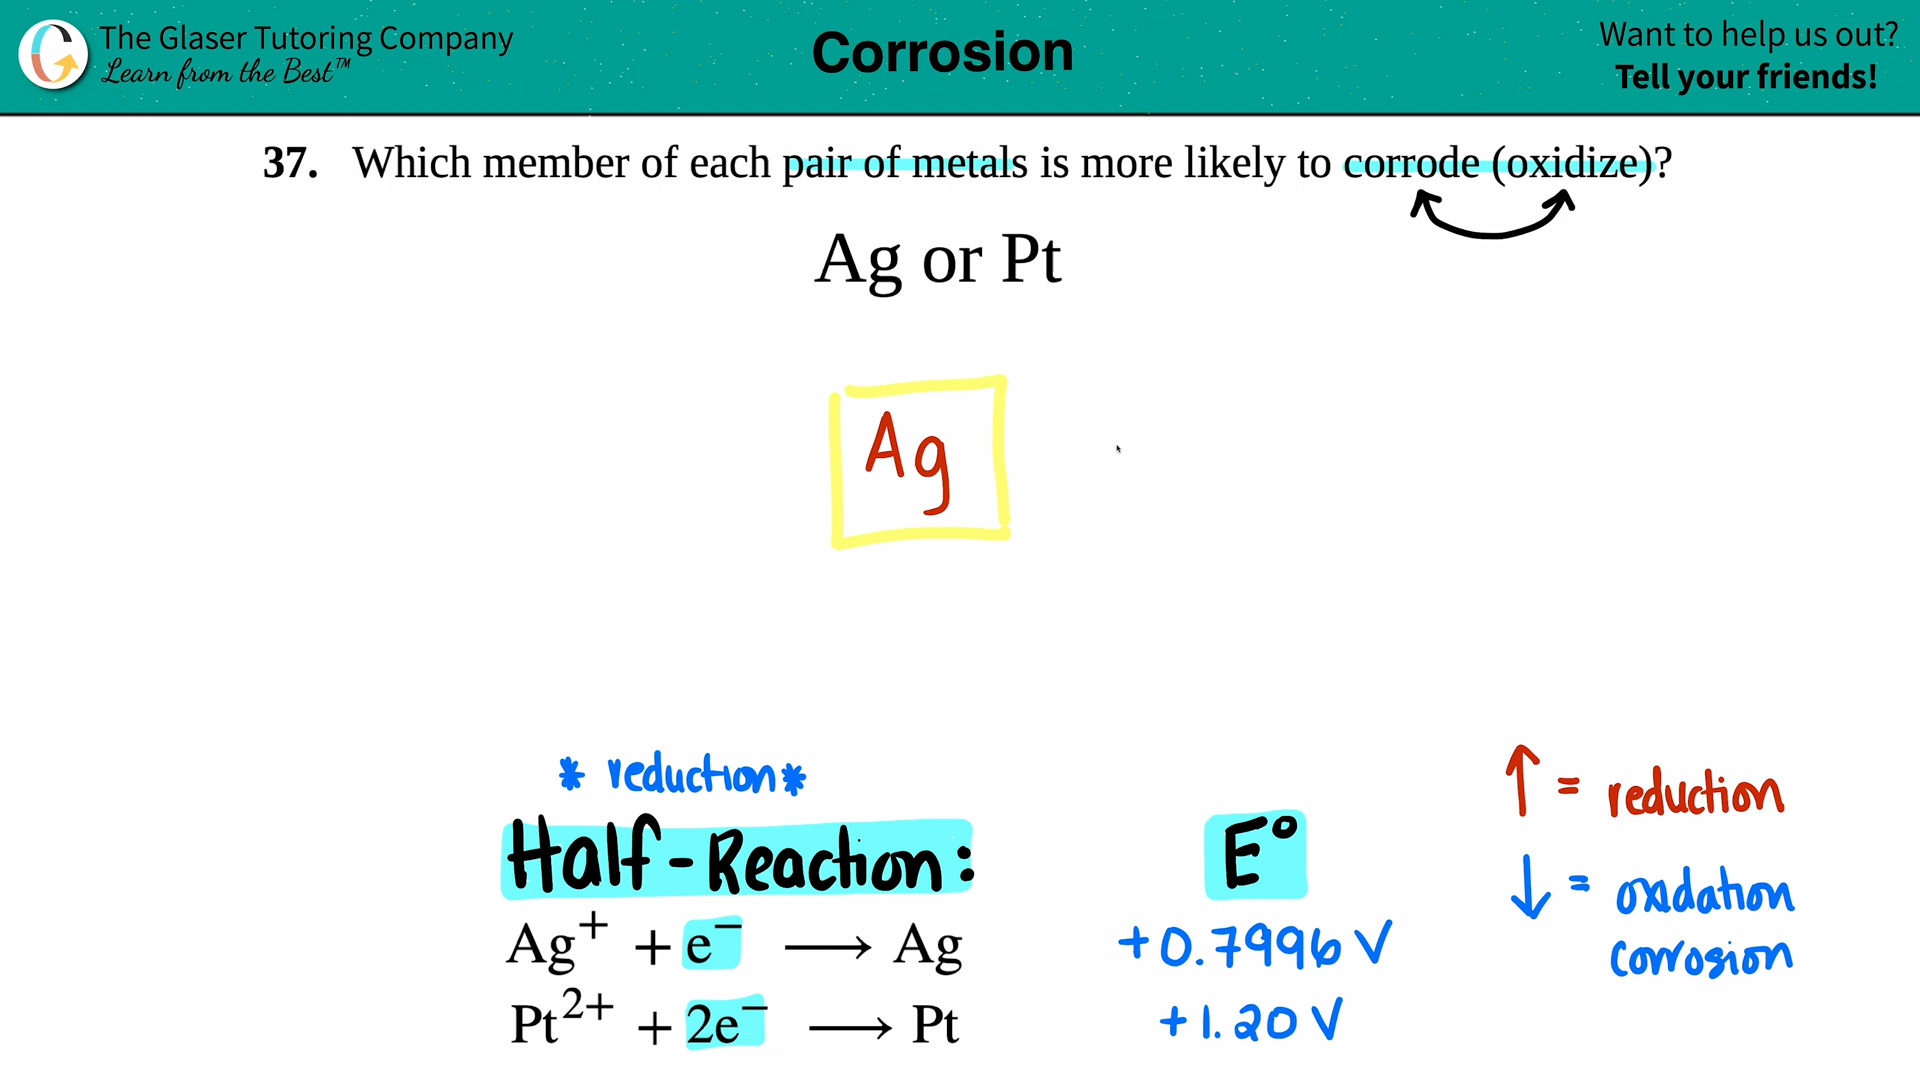 The Glaser Tutoring Company
Learn from the Best™
Corrosion
Want to help us out?
Tell your friends!
37. Which member of each pair of metals is more likely to corrode (oxidize)?
Ag or Pt
Ag
* reduction *
Half-Reaction: E°
Ag⁺ + e⁻ ⟶ Ag +0.7996 V
Pt²⁺ + 2e⁻ ⟶ Pt +1.20 V
↑ = reduction
↓ = oxidation
corrosion